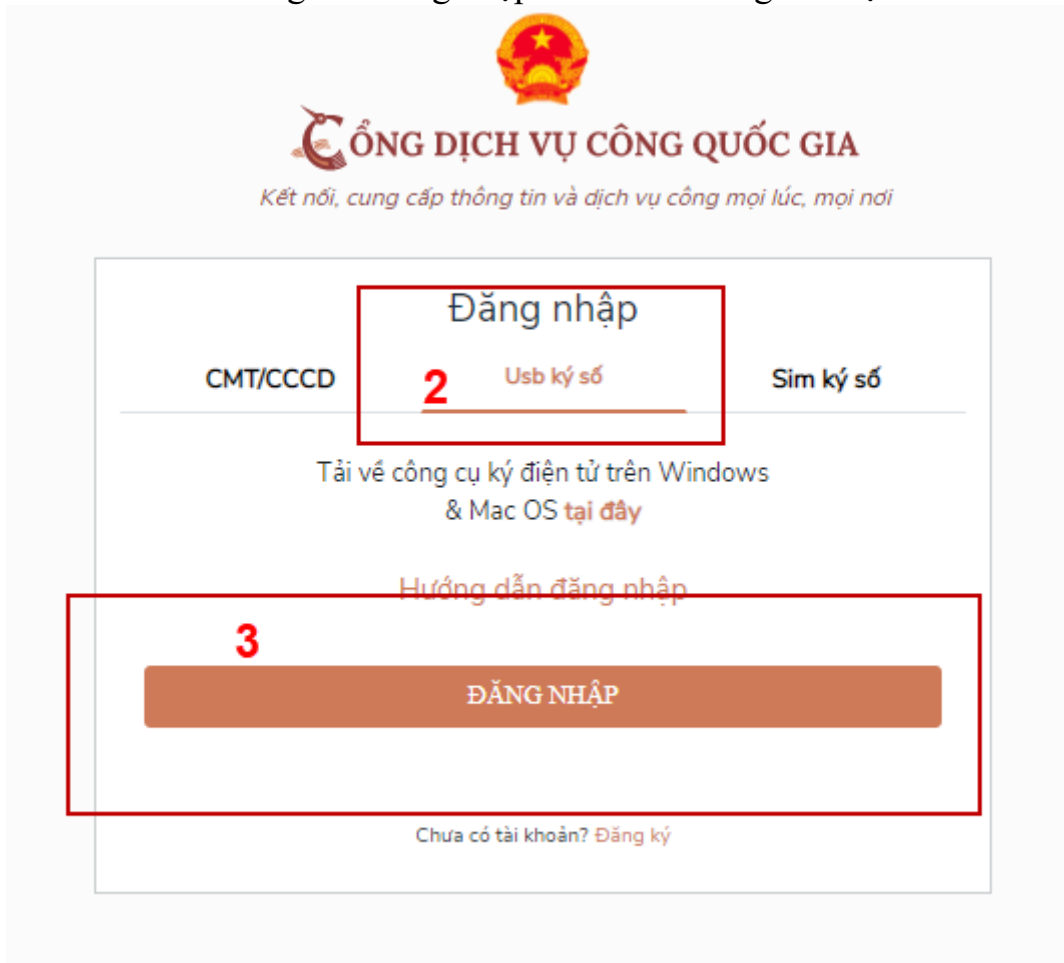 CỔNG DỊCH VỤ CÔNG QUỐC GIA
Kết nối, cung cấp thông tin và dịch vụ công mọi lúc, mọi nơi
Đăng nhập
CMT/CCCD 2 Usb ký số Sim ký số
Tải về công cụ ký điện tử trên Windows
& Mac OS tại đây
Hướng dẫn đăng nhập
3
ĐĂNG NHẬP
Chưa có tài khoản? Đăng ký